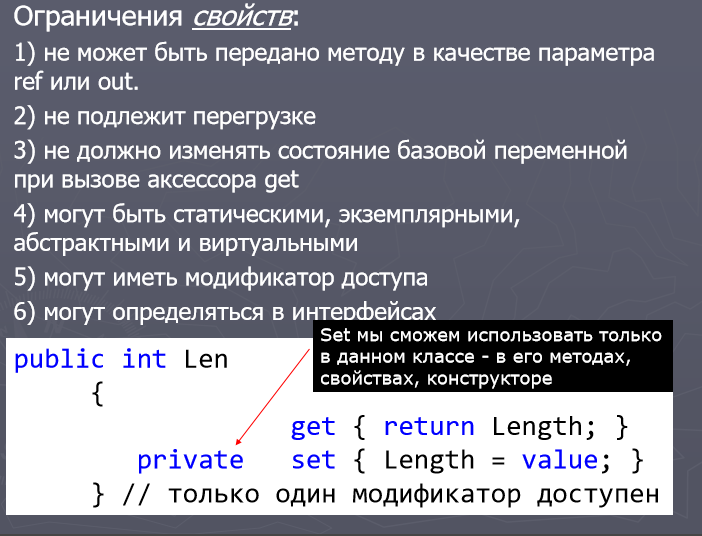 Ограничения свойств:
1) не может быть передано методу в качестве параметра
ref или out.
2) не подлежит перегрузке
3) не должно изменять состояние базовой переменной
при вызове аксессора get
4) могут быть статическими, экземплярными,
абстрактными и виртуальными
5) могут иметь модификатор доступа
6) могут определяться в интерфейсах
Set мы сможем использовать только
в данном классе - в его методах,
свойствах, конструкторе
public int Len
{
get { return Length; }
private set { Length = value; }
} // только один модификатор доступен